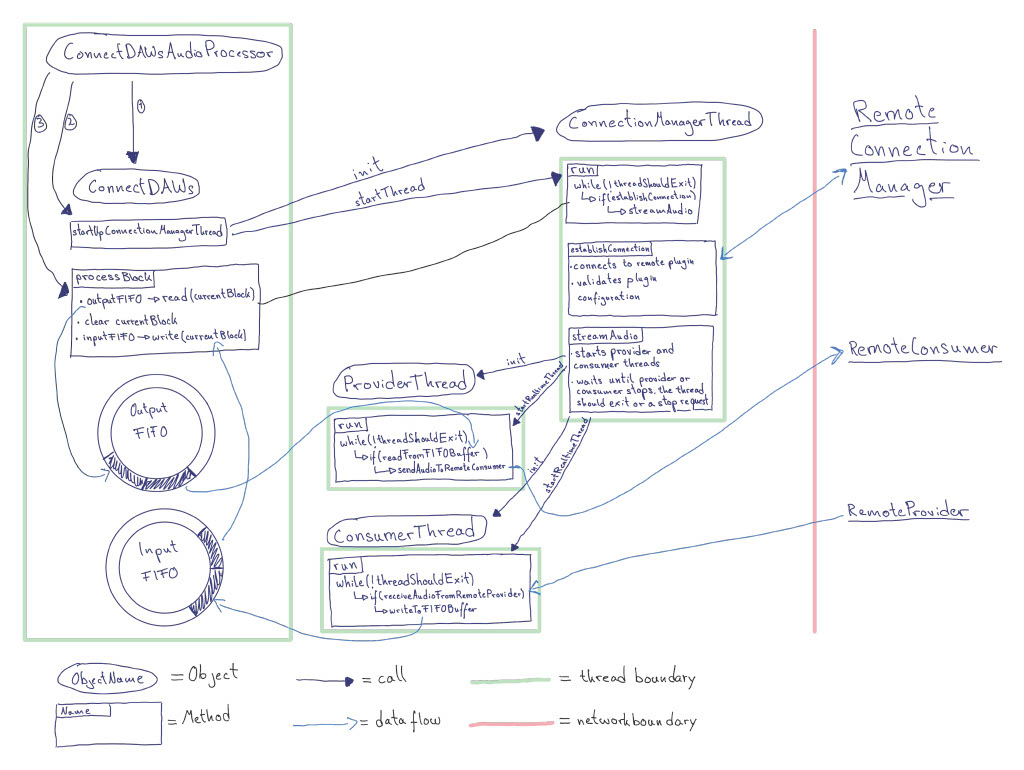 ConnectDAWsAudioProcessor
1
2
3
ConnectDAWs
startUpConnectionManagerThread
processBlock
• outputFIFO → read(currentBlock)
• clear currentBlock
• inputFIFO → write(currentBlock)
Output
FIFO
Input
FIFO
init
startThread
ConnectionManagerThread
run
while(!threadShouldExit)
if(establishConnection)
streamAudio
establishConnection
• connects to remote plugin
• validates plugin
configuration
streamAudio
• starts provider and
consumer threads
• waits until provider or
consumer stops, the thread
should exit or a stop request
init
startRealtimeThread
ProviderThread
run
while(!threadShouldExit)
if(readFromFIFOBuffer)
sendAudioToRemoteConsumer
init
startRealtimeThread
ConsumerThread
run
while(!threadShouldExit)
if(receiveAudioFromRemoteProvider)
writeToFIFOBuffer
Remote
Connection
Manager
RemoteConsumer
RemoteProvider
ObjectName = Object
= call
= thread boundary
Name
= Method
= data flow
= networkboundary